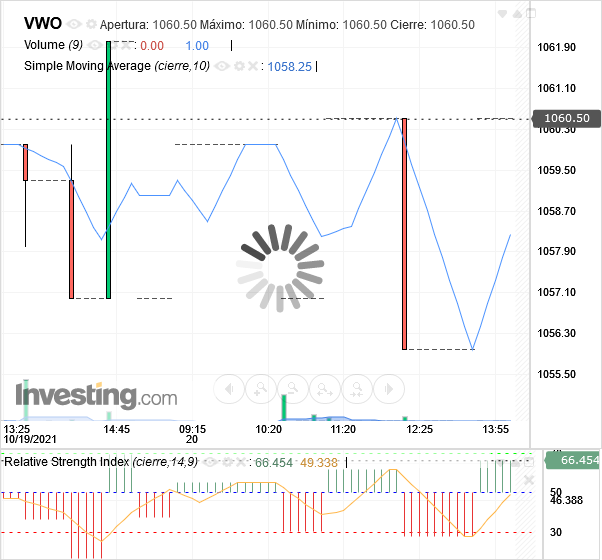 VWO Apertura: 1060.50 Máximo: 1060.50 Mínimo: 1060.50 Cierre: 1060.50
Volume (9) : 0.00 1.00
Simple Moving Average (cierre,10) : 1058.25
1061.90
1061.10
1060.50
1060.30
1059.50
1058.70
1057.90
1057.10
1056.30
1055.50
Investing.com
13:25 14:45 09:15 10:20 11:20 12:25 13:55
10/19/2021 20
Relative Strength Index (cierre,14,9) : 66.454 49.338
66.454
50
46.388
30